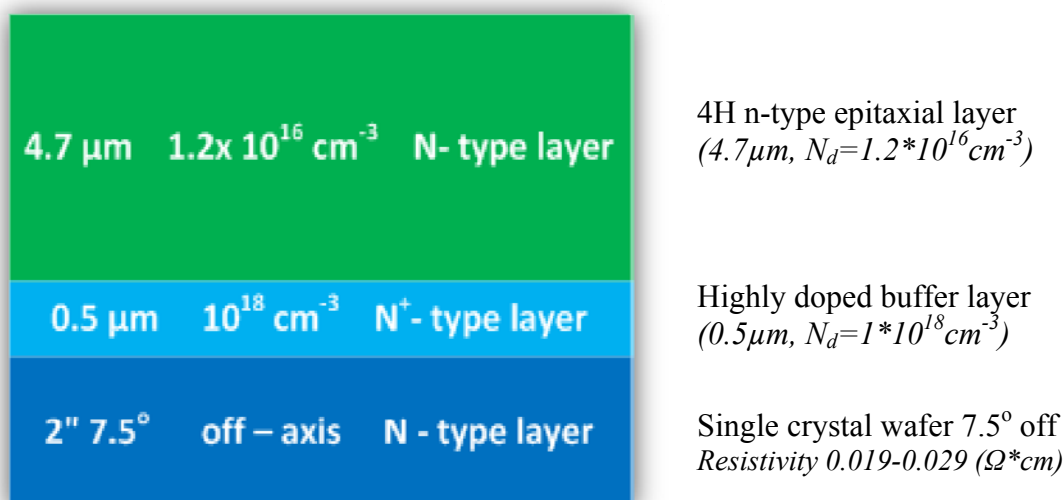 4.7 µm 1.2x 10^16 cm^-3 N- type layer
4H n-type epitaxial layer
(4.7µm, N_d=1.2*10^16cm^-3)
0.5 µm 10^18 cm^-3 N^+- type layer
Highly doped buffer layer
(0.5µm, N_d=1*10^18cm^-3)
2" 7.5° off – axis N - type layer
Single crystal wafer 7.5° off
Resistivity 0.019-0.029 (Ω*cm)